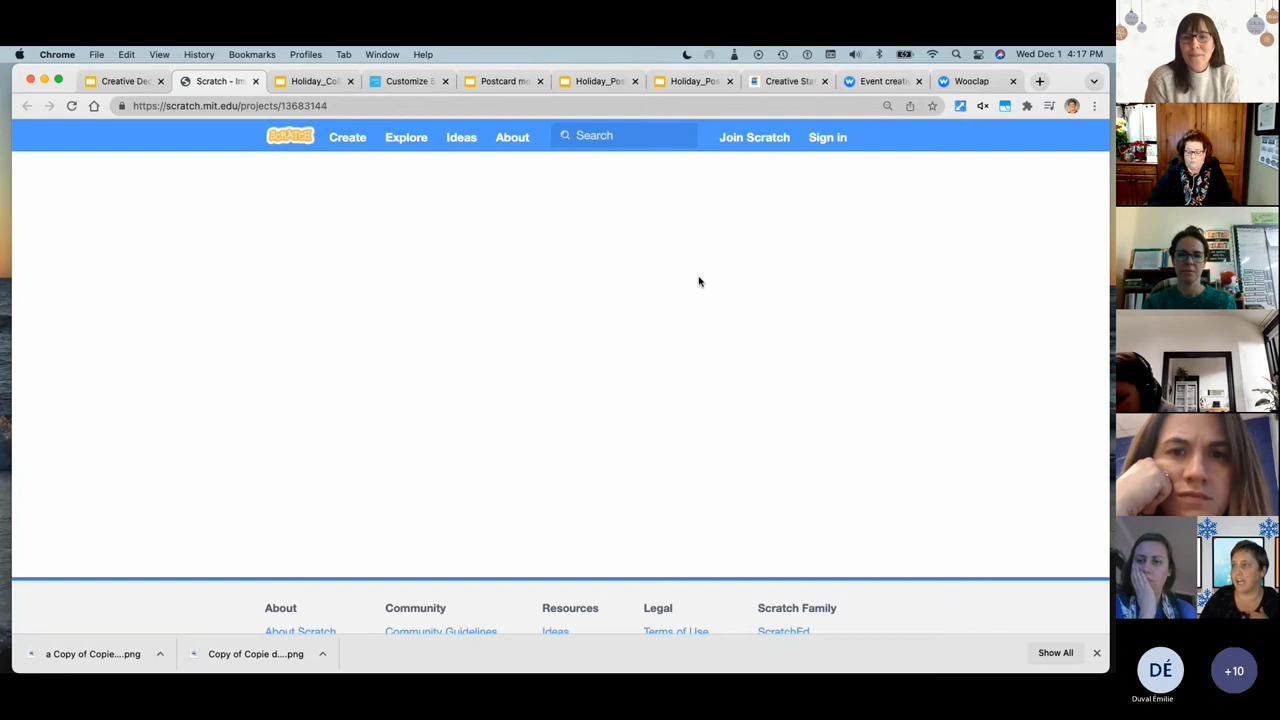 Chrome File Edit View History Bookmarks Profiles Tab Window Help Wed Dec 1 4:17 PM
Creative Dec Scratch - Im Holiday_Col Customize 5 Postcard mo Holiday_Pos Holiday_Pos Creative Sta Event creati Wooclap
https://scratch.mit.edu/projects/13683144
SCRATCH Create Explore Ideas About Search Join Scratch Sign in
About Community Resources Legal Scratch Family
About Scratch Community Guidelines Ideas Terms of Use ScratchEd
a Copy of Copie....png Copy of Copie d....png Show All
DÉ +10
Duval Émilie